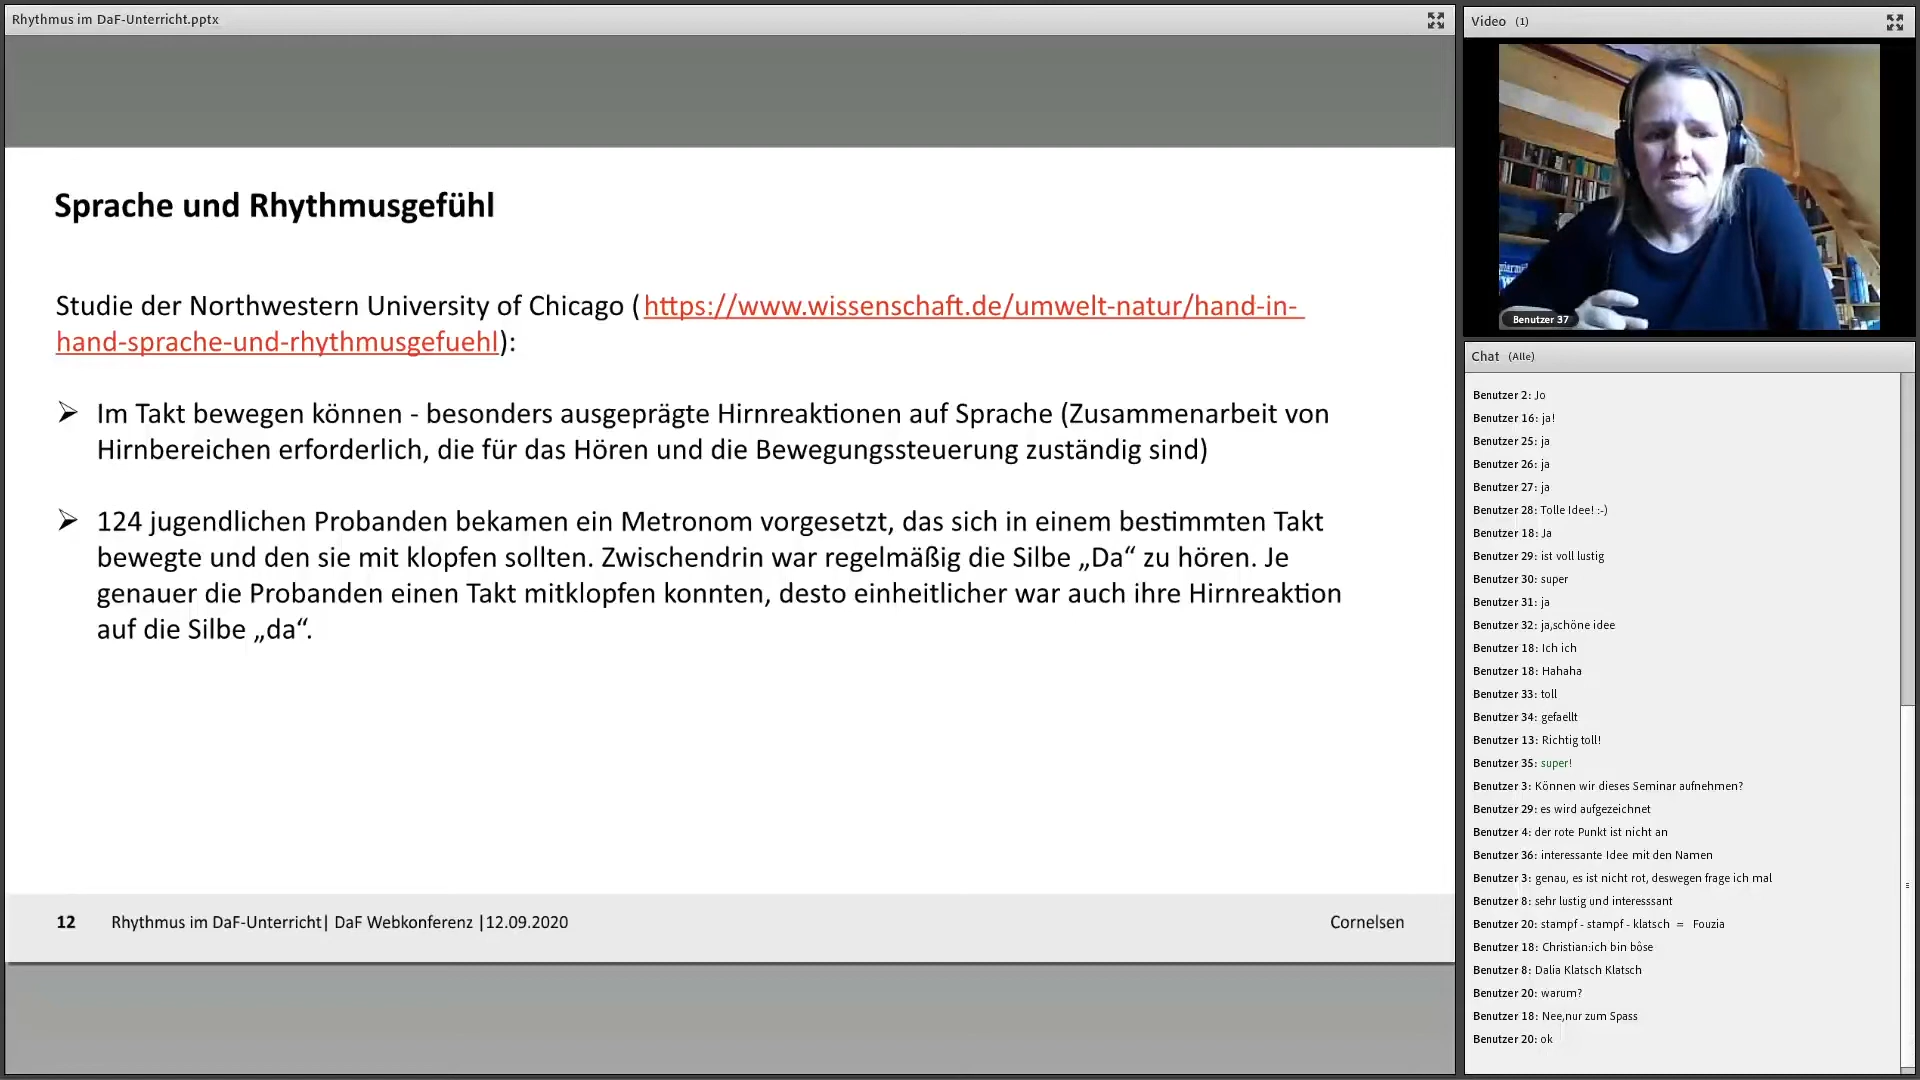 Rhythmus im DaF-Unterricht.pptx
Sprache und Rhythmusgefühl
Studie der Northwestern University of Chicago (https://www.wissenschaft.de/umwelt-natur/hand-in-
hand-sprache-und-rhythmusgefuehl):
Im Takt bewegen können - besonders ausgeprägte Hirnreaktionen auf Sprache (Zusammenarbeit von
Hirnbereichen erforderlich, die für das Hören und die Bewegungssteuerung zuständig sind)
124 jugendlichen Probanden bekamen ein Metronom vorgesetzt, das sich in einem bestimmten Takt
bewegte und den sie mit klopfen sollten. Zwischendrin war regelmäßig die Silbe „Da“ zu hören. Je
genauer die Probanden einen Takt mitklopfen konnten, desto einheitlicher war auch ihre Hirnreaktion
auf die Silbe „da“.
12 Rhythmus im DaF-Unterricht| DaF Webkonferenz |12.09.2020 Cornelsen
Video (1)
Benutzer 37
Chat (Alle)
Benutzer 2: Jo
Benutzer 16: ja!
Benutzer 25: ja
Benutzer 26: ja
Benutzer 27: ja
Benutzer 28: Tolle Idee! :-)
Benutzer 18: Ja
Benutzer 29: ist voll lustig
Benutzer 30: super
Benutzer 31: ja
Benutzer 32: ja,schöne idee
Benutzer 18: Ich ich
Benutzer 18: Hahaha
Benutzer 33: toll
Benutzer 34: gefaellt
Benutzer 13: Richtig toll!
Benutzer 35: super!
Benutzer 3: Können wir dieses Seminar aufnehmen?
Benutzer 29: es wird aufgezeichnet
Benutzer 4: der rote Punkt ist nicht an
Benutzer 36: interessante Idee mit den Namen
Benutzer 3: genau, es ist nicht rot, deswegen frage ich mal
Benutzer 8: sehr lustig und interesssant
Benutzer 20: stampf - stampf - klatsch = Fouzia
Benutzer 18: Christian:ich bin bôse
Benutzer 8: Dalia Klatsch Klatsch
Benutzer 20: warum?
Benutzer 18: Nee,nur zum Spass
Benutzer 20: ok